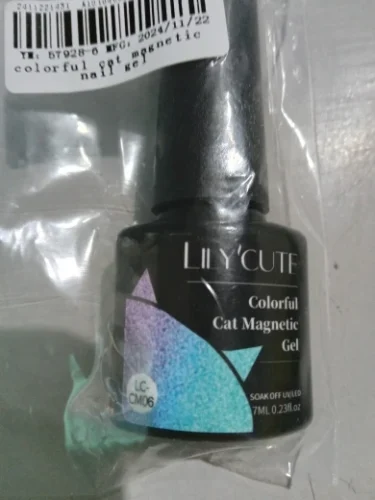 YM: 57928-6 MFG: 2024/11/22
colorful cat magnetic
nail gel
LILY'CUTE
Colorful
Cat Magnetic
Gel
LC-
CM06
SOAK OFF UV/LED
7ML 0.23fl.oz